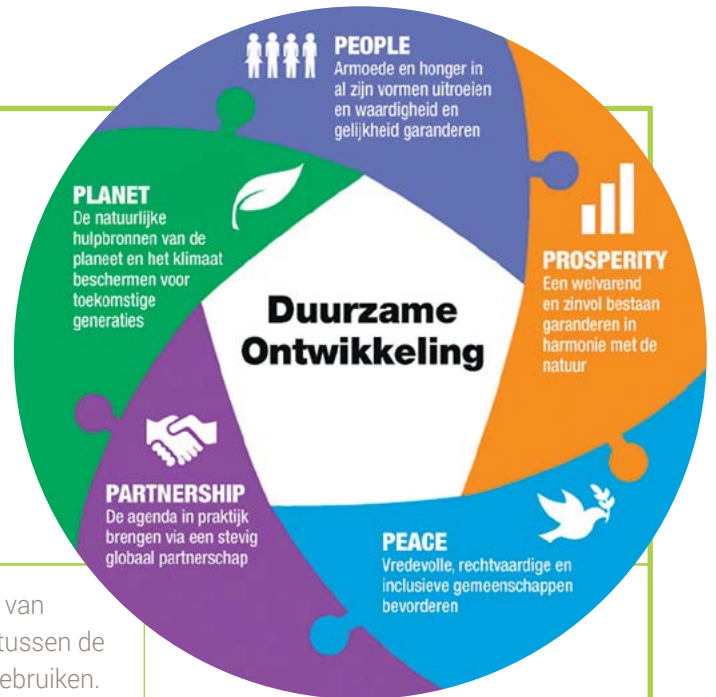 PEOPLE
Armoede en honger in
al zijn vormen uitroeien
en waardigheid en
gelijkheid garanderen
PROSPERITY
Een welvarend
en zinvol bestaan
garanderen in
harmonie met de
natuur
PEACE
Vredevolle, rechtvaardige en
inclusieve gemeenschappen
bevorderen
PARTNERSHIP
De agenda in praktijk
brengen via een stevig
globaal partnerschap
PLANET
De natuurlijke
hulpbronnen van de
planeet en het klimaat
beschermen voor
toekomstige
generaties
Duurzame
Ontwikkeling
van
tussen de
ebruiken.